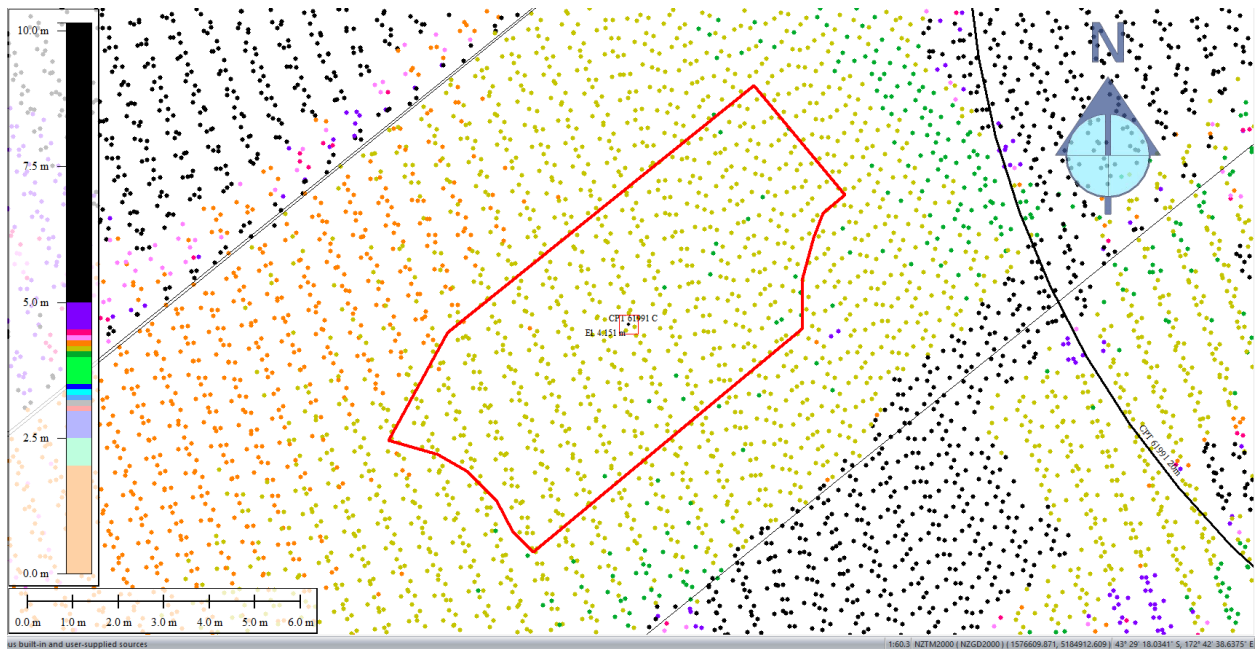 10.0 m
N
7.5 m
5.0 m
CPT 61991 C
EL 4.151 m
2.5 m
CPT 61991 20m
0.0 m
0.0 m 1.0 m 2.0 m 3.0 m 4.0 m 5.0 m 6.0 m
us built-in and user-supplied sources
1:60.3 NZTM2000 ( NZGD2000 ) ( 1576609.871, 5184912.609 ) 43° 29' 18.0341" S, 172° 42' 38.6375" E